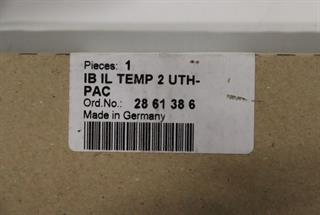 Pieces: 1
IB IL TEMP 2 UTH-
PAC
Ord.No.: 28 61 38 6
Made in Germany